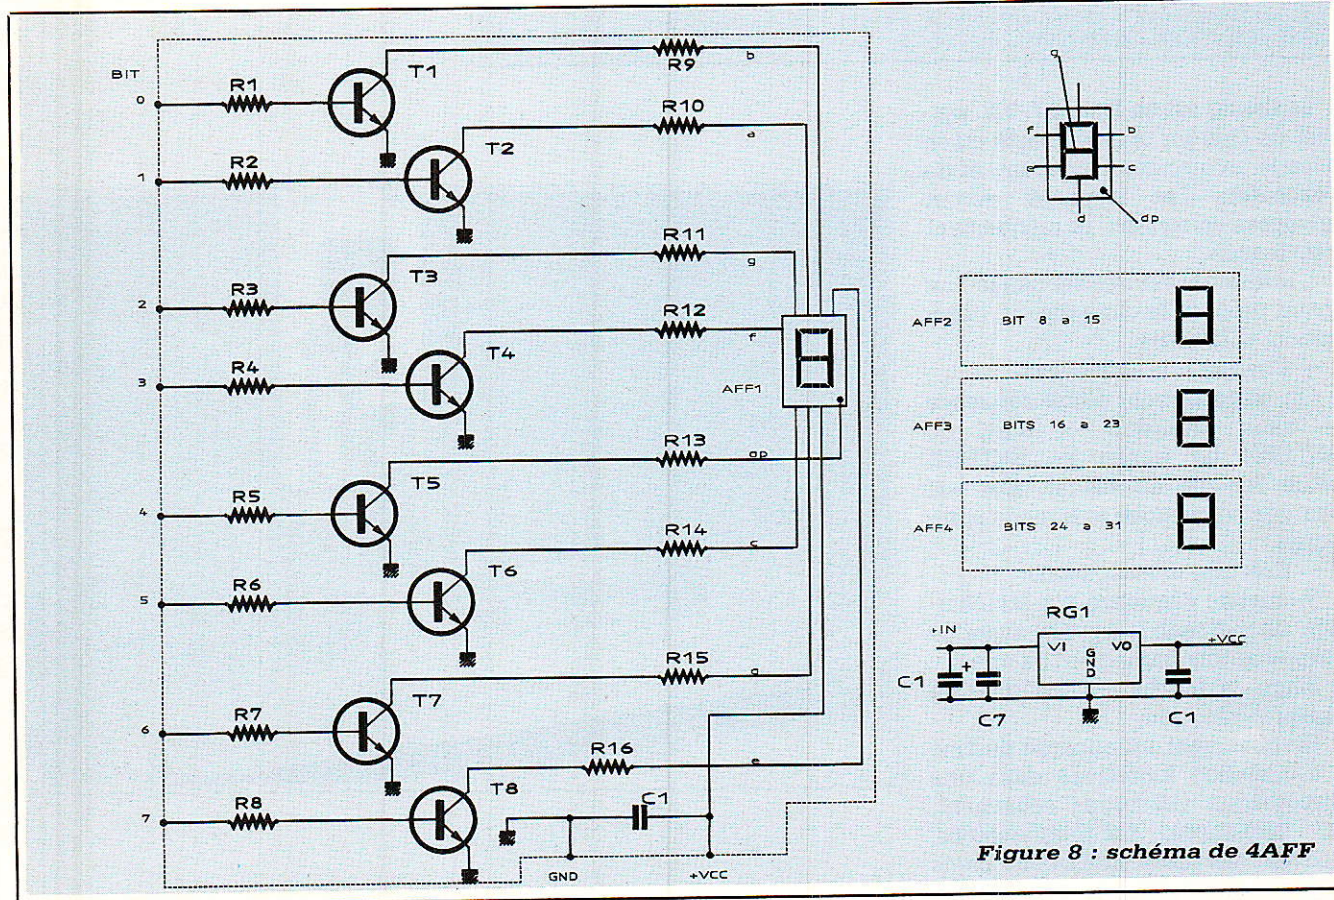 BIT
0
R1
T1
R9
b
1
R2
T2
R10
a
2
R3
T3
R11
g
3
R4
T4
R12
f
AFF1
4
R5
T5
R13
dp
5
R6
T6
R14
c
6
R7
T7
R15
d
7
R8
T8
R16
e
C1
GND
+VCC
g
f
b
e
c
d
dp
AFF2
BIT 8 a 15
AFF3
BITS 16 a 23
AFF4
BITS 24 a 31
RG1
+IN
VI
GND
VO
+VCC
C1
+
C7
C1
Figure 8 : schéma de 4AFF